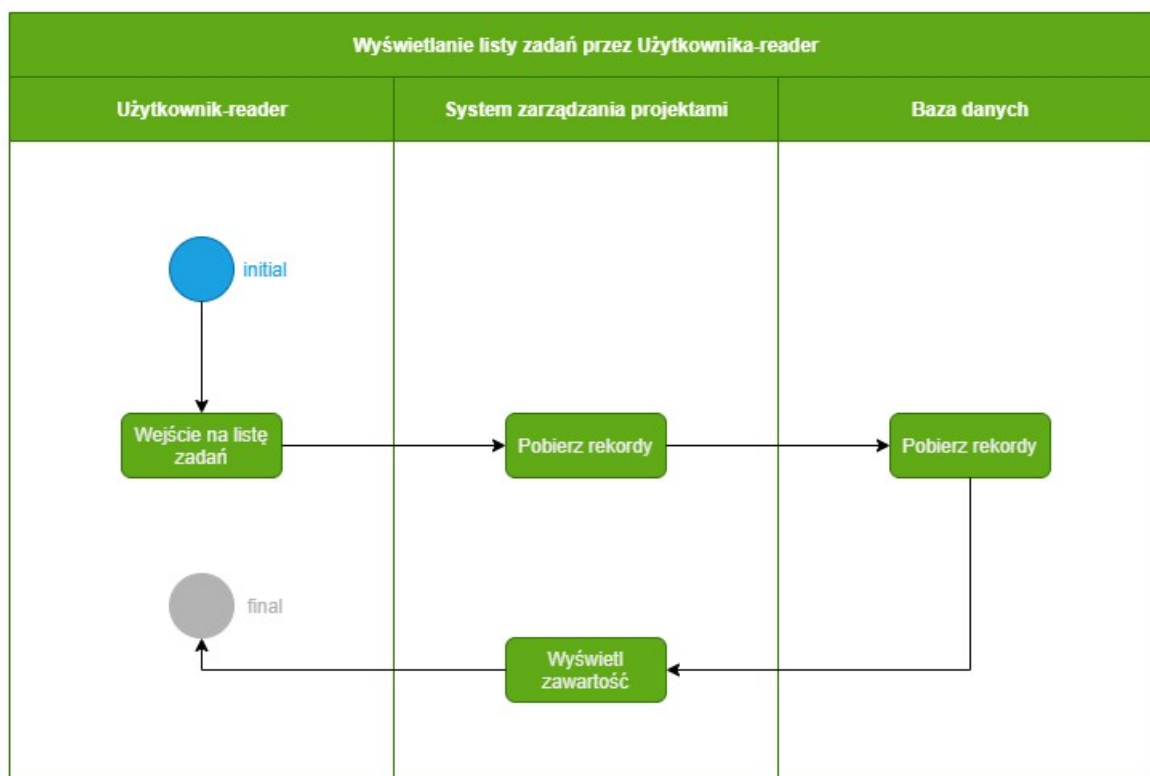 Wyświetlanie listy zadań przez Użytkownika-reader
Użytkownik-reader
System zarządzania projektami
Baza danych
initial
Wejście na listę
zadań
Pobierz rekordy
Pobierz rekordy
final
Wyświetl
zawartość